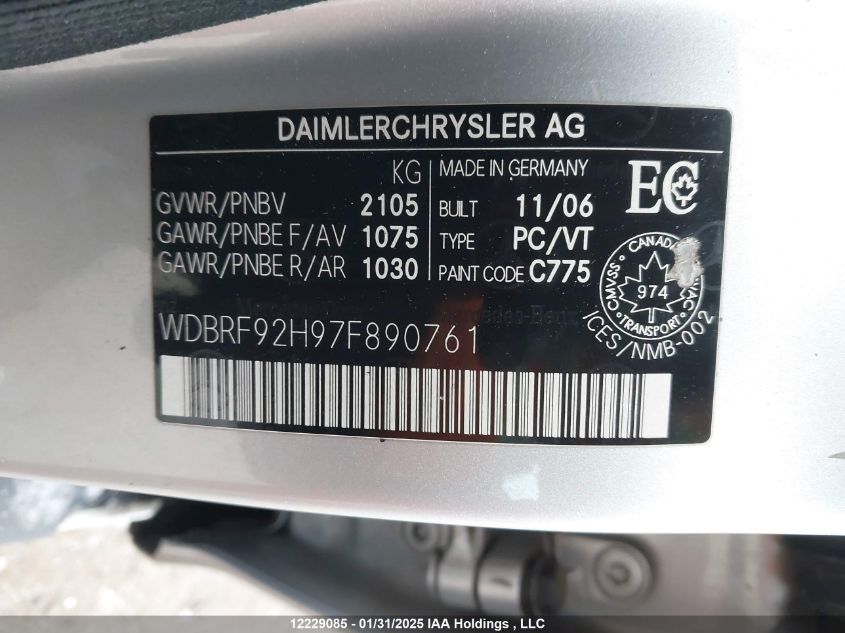 DAIMLERCHRYSLER AG
KG
GVWR/PNBV 2105
GAWR/PNBE F/AV 1075
GAWR/PNBE R/AR 1030
MADE IN GERMANY
BUILT 11/06
TYPE PC/VT
PAINT CODE C775
EC
CANADA
CMVSS
974
TRANSPORT
ICES/NMB-002
WDBRF92H97F890761
12229085 - 01/31/2025 IAA Holdings , LLC